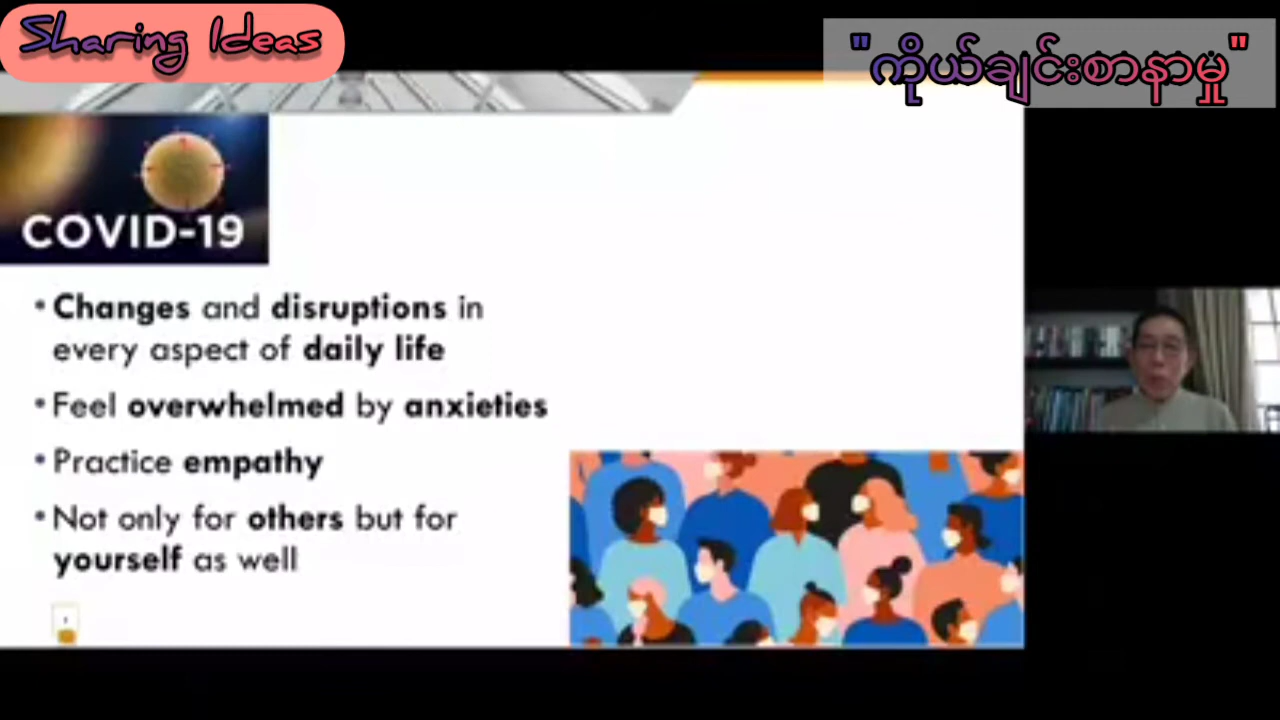 Sharing Ideas
"ကိုယ်ချင်းစာနာမှု"
COVID-19
• Changes and disruptions in
every aspect of daily life
• Feel overwhelmed by anxieties
• Practice empathy
• Not only for others but for
yourself as well